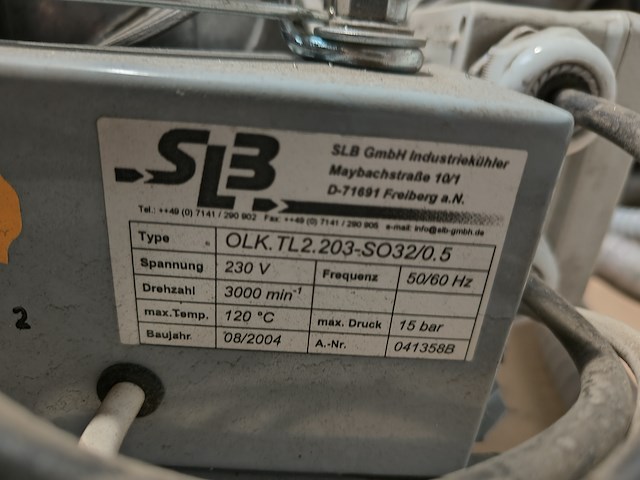 SLB
SLB GmbH Industriekühler
Maybachstraße 10/1
D-71691 Freiberg a.N.
Tel.: ++49 (0) 7141 / 290 902 Fax: ++49 (0) 7141 / 290 905 e-mail: info@slb-gmbh.de
Type OLK.TL2.203-SO32/0.5
Spannung 230 V Frequenz 50/60 Hz
Drehzahl 3000 min⁻¹
max.Temp. 120 °C max. Druck 15 bar
Baujahr 08/2004 A.-Nr. 041358B
2